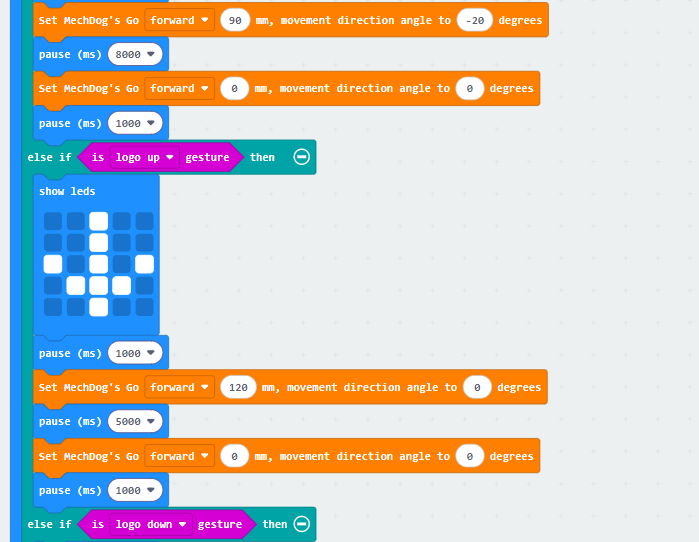 Set MechDog's Go forward 90 mm, movement direction angle to -20 degrees
pause (ms) 8000
Set MechDog's Go forward 0 mm, movement direction angle to 0 degrees
pause (ms) 1000
else if is logo up gesture then
show leds
pause (ms) 1000
Set MechDog's Go forward 120 mm, movement direction angle to 0 degrees
pause (ms) 5000
Set MechDog's Go forward 0 mm, movement direction angle to 0 degrees
pause (ms) 1000
else if is logo down gesture then